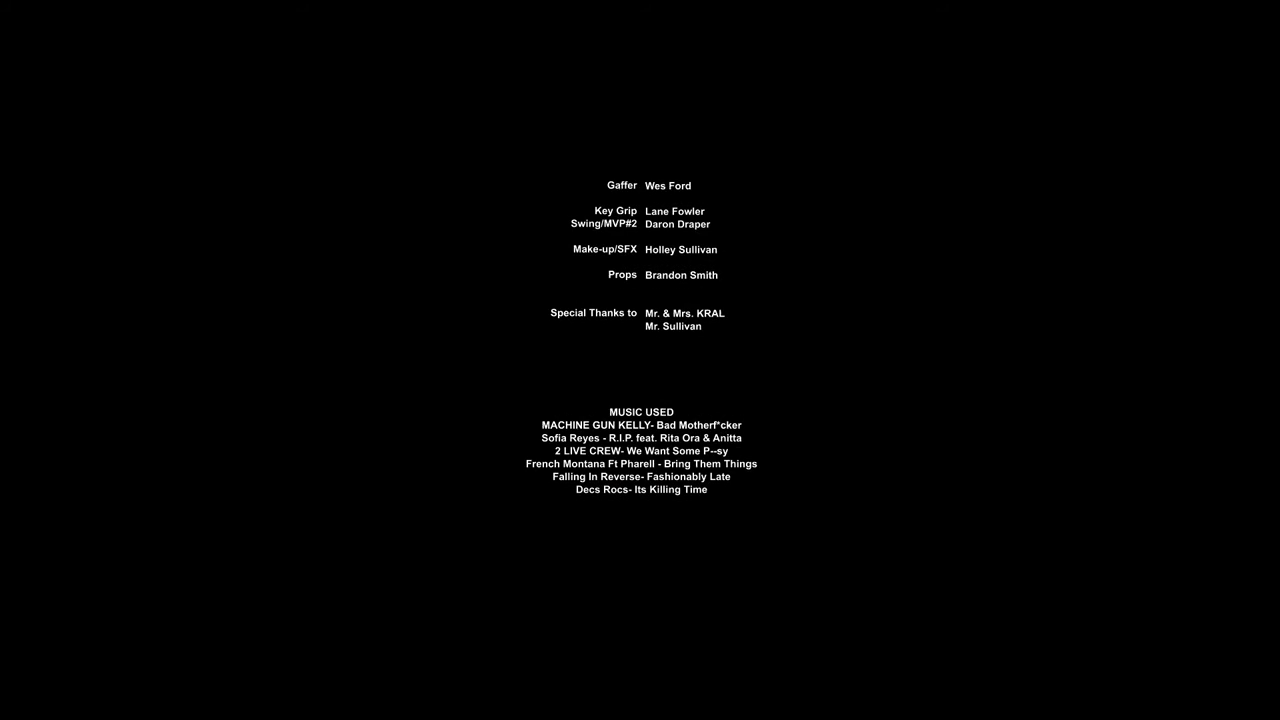 Gaffer Wes Ford
Key Grip Lane Fowler
Swing/MVP#2 Daron Draper
Make-up/SFX Holley Sullivan
Props Brandon Smith
Special Thanks to Mr. & Mrs. KRAL
Mr. Sullivan
MUSIC USED
MACHINE GUN KELLY- Bad Motherf*cker
Sofia Reyes - R.I.P. feat. Rita Ora & Anitta
2 LIVE CREW- We Want Some P--sy
French Montana Ft Pharell - Bring Them Things
Falling In Reverse- Fashionably Late
Decs Rocs- Its Killing Time